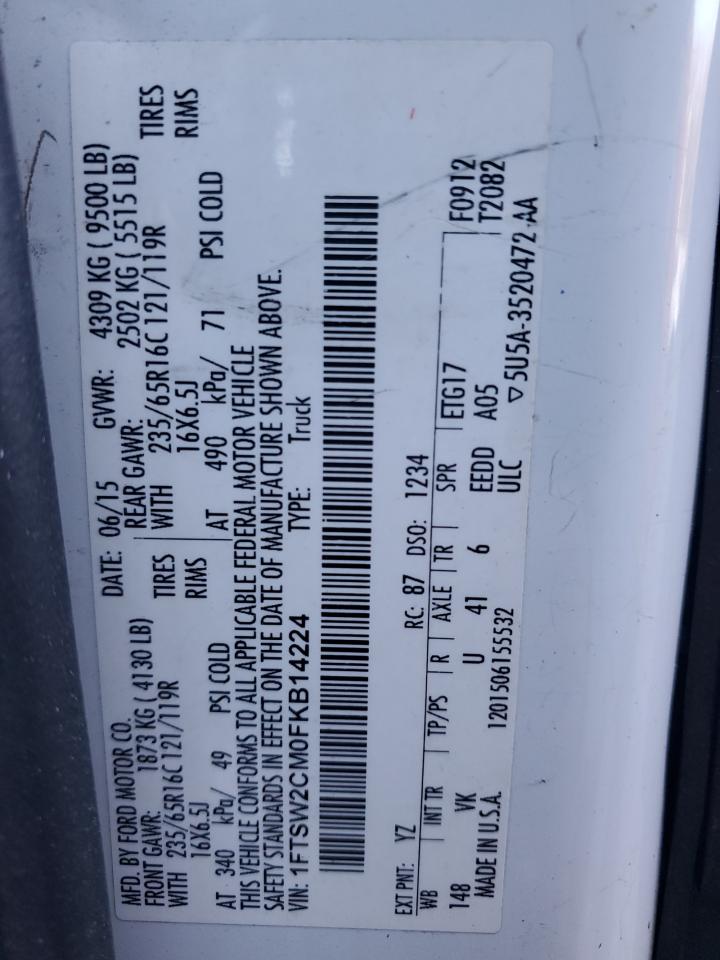 MFD. BY FORD MOTOR CO.
DATE: 06/15 GVWR: 4309 KG ( 9500 LB)
FRONT GAWR: 1873 KG ( 4130 LB)
REAR GAWR: 2502 KG ( 5515 LB)
WITH 235/65R16C 121/119R TIRES
WITH 235/65R16C 121/119R TIRES
16X6.5J RIMS
16X6.5J RIMS
AT 340 kPa/ 49 PSI COLD
AT 490 kPa/ 71 PSI COLD
THIS VEHICLE CONFORMS TO ALL APPLICABLE FEDERAL MOTOR VEHICLE
SAFETY STANDARDS IN EFFECT ON THE DATE OF MANUFACTURE SHOWN ABOVE.
VIN: 1FTSW2CM0FKB14224 TYPE: Truck
EXT PNT: YZ RC: 87 DSO: 1234 F0912
T2082
WB INT TR TP/PS R AXLE TR SPR ETG17
148 VK U 41 6 EEDD A05
MADE IN U.S.A. 1201506155532 ULC ▽5U5A-3520472-AA